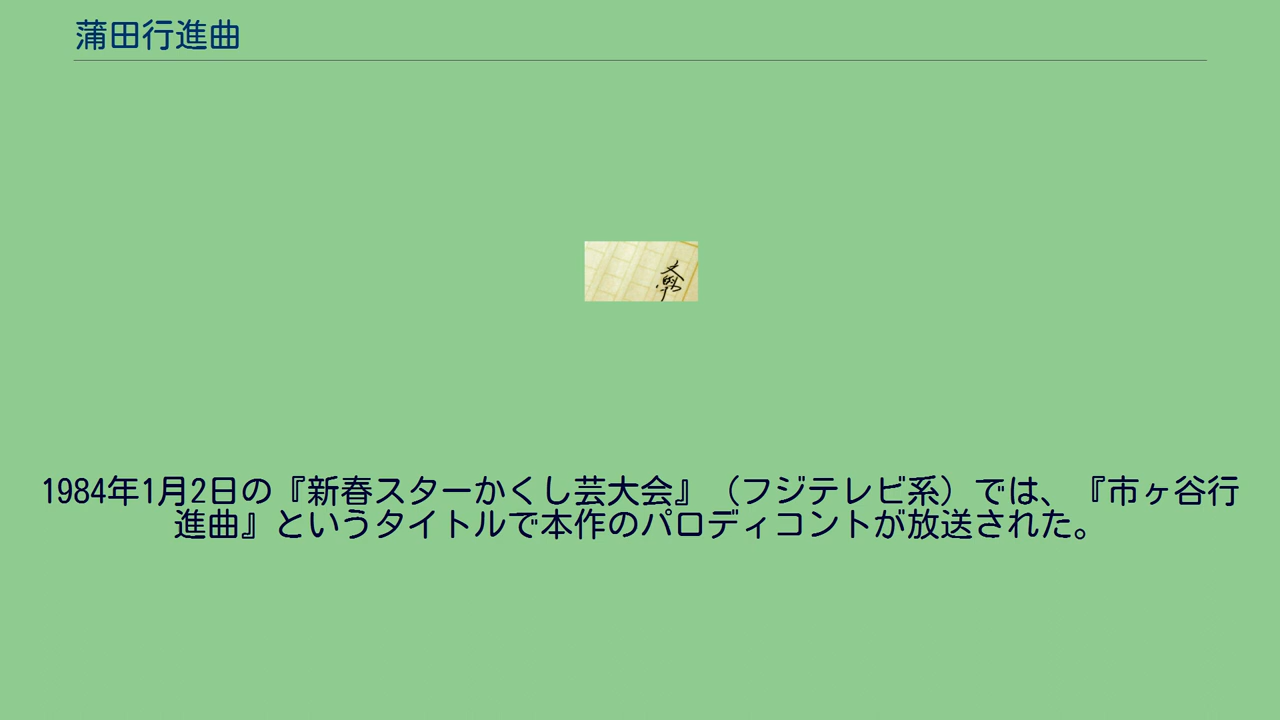 蒲田行進曲
1984年1月2日の『新春スターかくし芸大会』（フジテレビ系）では、『市ヶ谷行
進曲』というタイトルで本作のパロディコントが放送された。